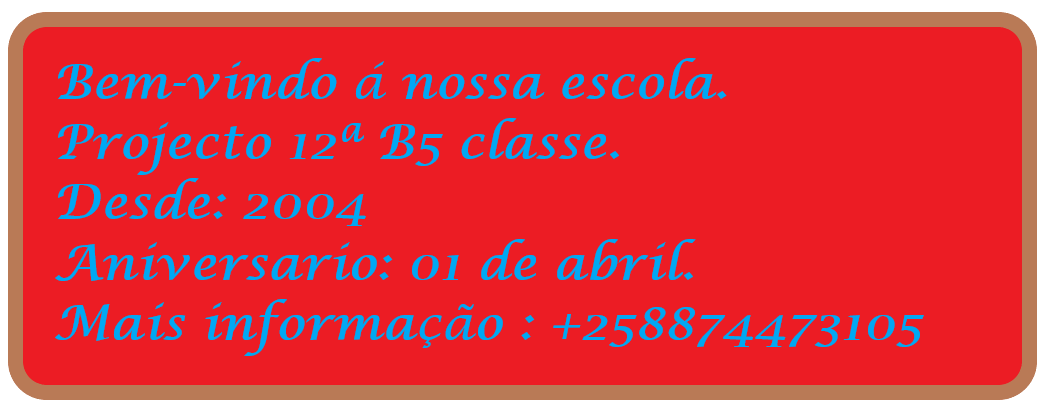 Bem-vindo á nossa escola.
Projecto 12ª B5 classe.
Desde: 2004
Aniversario: 01 de abril.
Mais informação : +258874473105